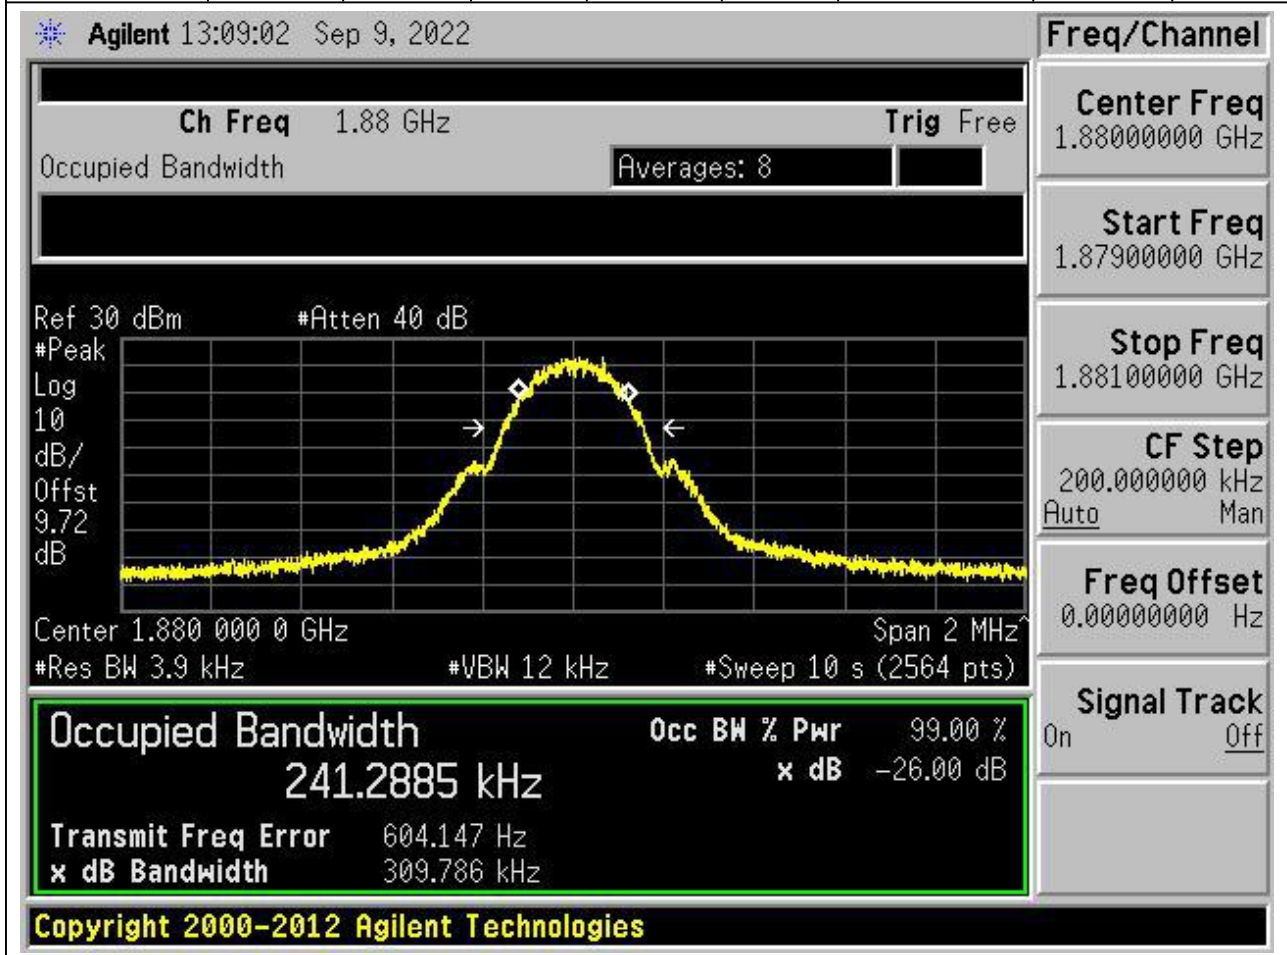 Agilent 13:09:02 Sep 9, 2022
Ch Freq 1.88 GHz Trig Free
Occupied Bandwidth Averages: 8
Ref 30 dBm #Atten 40 dB
#Peak
Log
10
dB/
Offst
9.72
dB
Center 1.880 000 0 GHz Span 2 MHz^
#Res BW 3.9 kHz #VBW 12 kHz #Sweep 10 s (2564 pts)
Occupied Bandwidth Occ BW % Pwr 99.00 %
241.2885 kHz x dB -26.00 dB
Transmit Freq Error 604.147 Hz
x dB Bandwidth 309.786 kHz
Copyright 2000-2012 Agilent Technologies
Freq/Channel
Center Freq
1.88000000 GHz
Start Freq
1.87900000 GHz
Stop Freq
1.88100000 GHz
CF Step
200.000000 kHz
Auto Man
Freq Offset
0.00000000 Hz
Signal Track
On Off